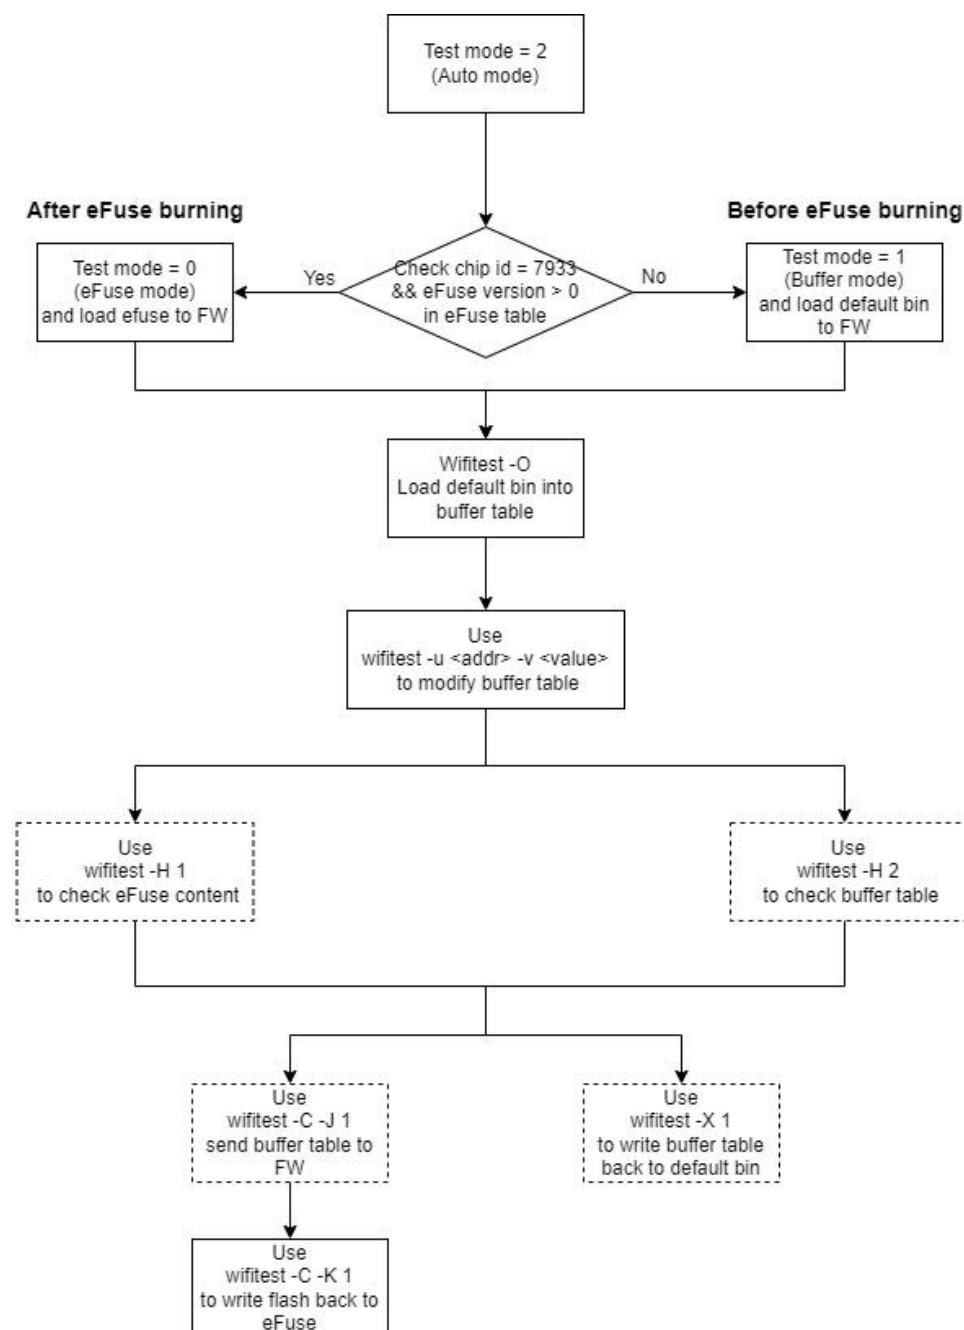 Test mode = 2
(Auto mode)
After eFuse burning
Before eFuse burning
Test mode = 0
(eFuse mode)
and load efuse to FW
Yes
Check chip id = 7933
&& eFuse version > 0
in eFuse table
No
Test mode = 1
(Buffer mode)
and load default bin
to FW
Wifitest -O
Load default bin into
buffer table
Use
wifitest -u <addr> -v <value>
to modify buffer table
Use
wifitest -H 1
to check eFuse content
Use
wifitest -H 2
to check buffer table
Use
wifitest -C -J 1
send buffer table to
FW
Use
wifitest -X 1
to write buffer table
back to default bin
Use
wifitest -C -K 1
to write flash back to
eFuse